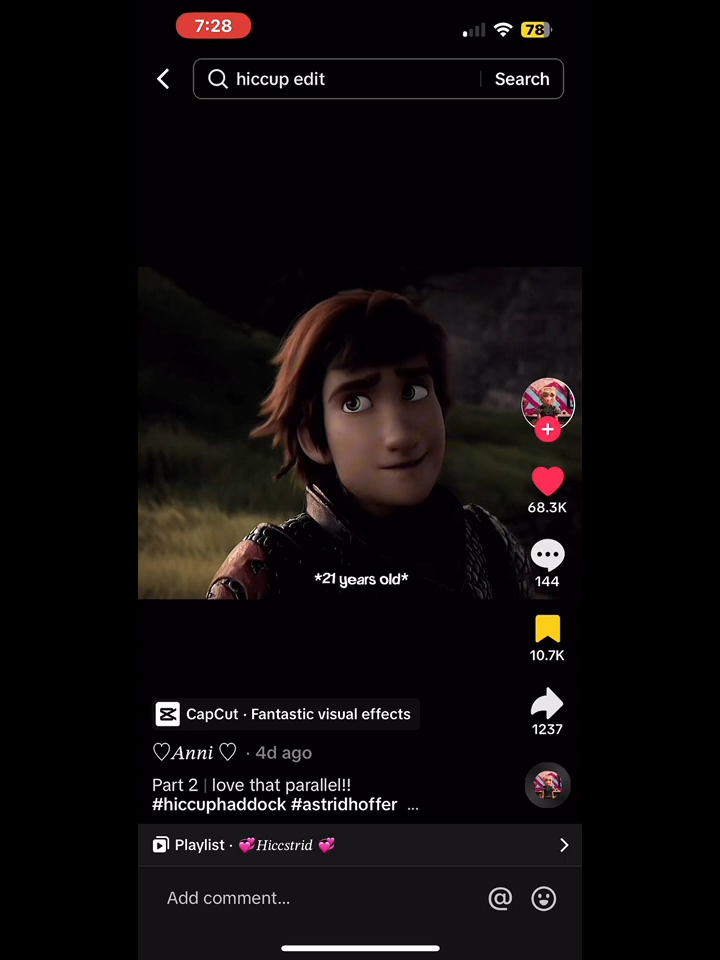 7:28
78
hiccup edit
Search
68.3K
144
10.7K
1237
*21 years old*
CapCut · Fantastic visual effects
♡Anni ♡ · 4d ago
Part 2 | love that parallel!!
#hiccuphaddock #astridhoffer ...
Playlist · 💞Hiccstrid 💞
Add comment...
@